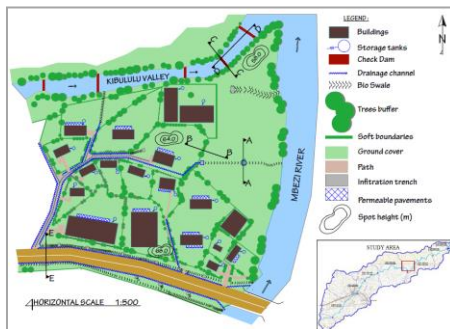 LEGEND:
Buildings
Storage tanks
Check Dam
Drainage channel
Bio Swale
Trees buffer
Soft boundaries
Ground cover
Path
Infiltration trench
Permeable pavements
Spot height (m)
N
KIBULULU VALLEY
MBEZI RIVER
C
C
D
D
A
A
B
B
E
E
HORIZONTAL SCALE 1:500
STUDY AREA